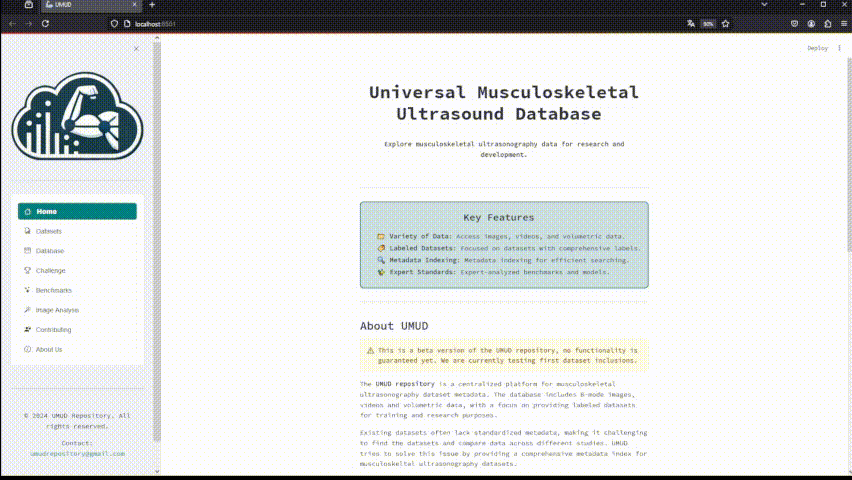 UMUD
localhost:8501
90%
Deploy
Universal Musculoskeletal
Ultrasound Database
Explore musculoskeletal ultrasonography data for research and
development.
Home
Datasets
Database
Challenge
Benchmarks
Image Analysis
Contributing
About Us
© 2024 UMUD Repository. All
rights reserved.
Contact:
umudrepository@gmail.com
Key Features
Variety of Data: Access images, videos, and volumetric data.
Labeled Datasets: Focused on datasets with comprehensive labels.
Metadata Indexing: Metadata indexing for efficient searching.
Expert Standards: Expert-analyzed benchmarks and models.
About UMUD
This is a beta version of the UMUD repository, no functionality is
guaranteed yet. We are currently testing first dataset inclusions.
The UMUD repository is a centralized platform for musculoskeletal
ultrasonography dataset metadata. The database includes B-mode images,
videos and volumetric data, with a focus on providing labeled datasets
for training and research purposes.
Existing datasets often lack standardized metadata, making it challenging
to find the datasets and compare data across different studies. UMUD
tries to solve this issue by providing a comprehensive metadata index for
musculoskeltal ultrasonography datasets.